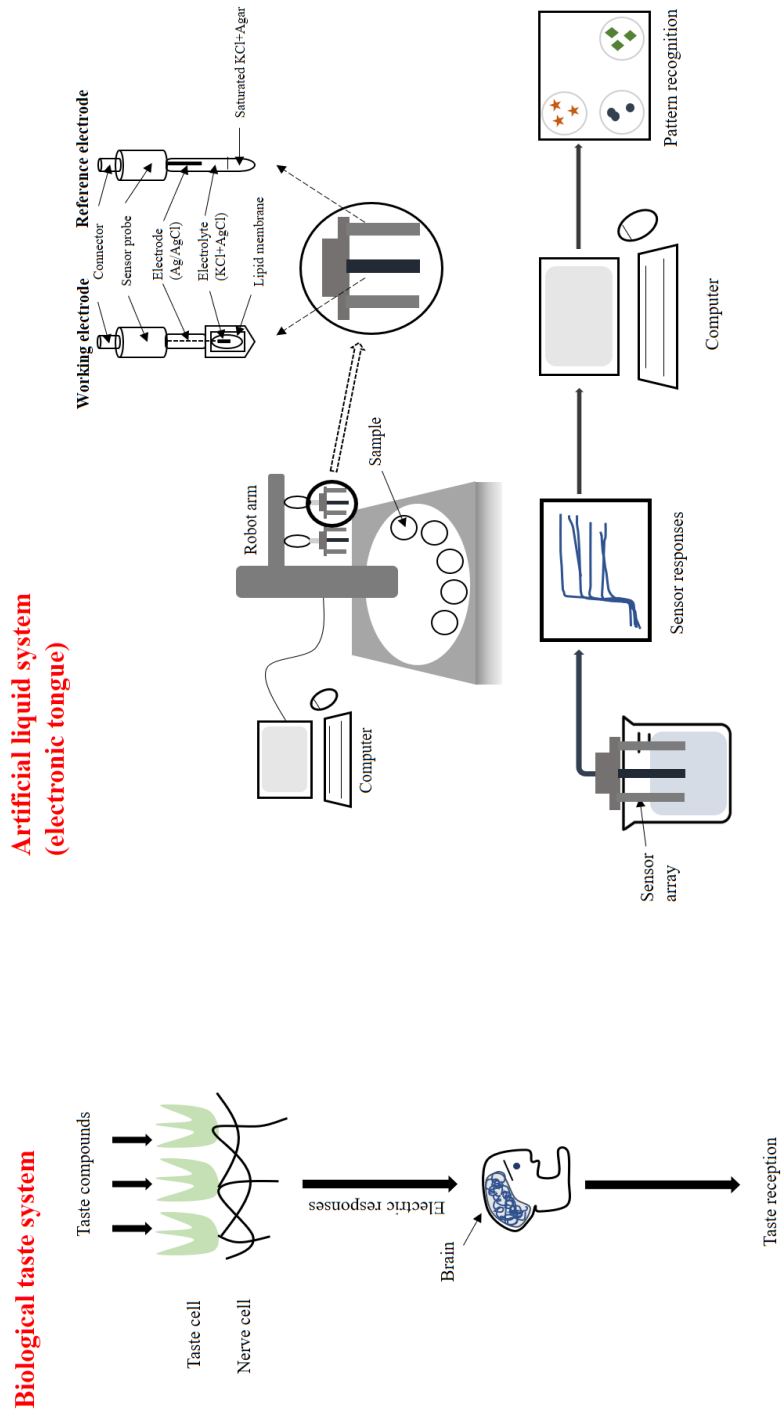 Biological taste system
Taste compounds
Taste cell
Nerve cell
Electric responses
Brain
Taste reception
Artificial liquid system
(electronic tongue)
Working electrode
Reference electrode
Connector
Sensor probe
Electrode
(Ag/AgCl)
Electrolyte
(KCl+AgCl)
Lipid membrane
Saturated KCl+Agar
Robot arm
Computer
Sample
Sensor
array
Sensor responses
Computer
Pattern recognition